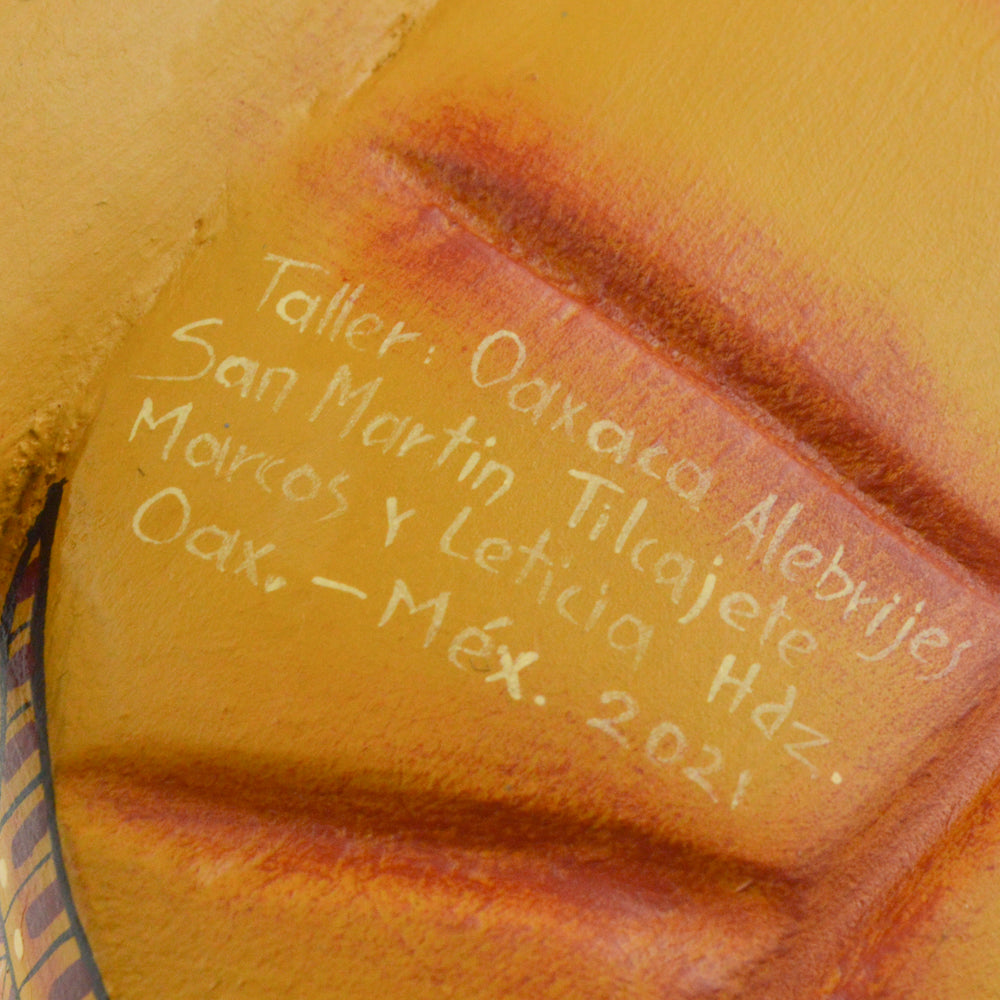 Taller: Oaxaca Alebrijes
San Martin Tilcajete
Marcos y Leticia Hdz.
Oax. - Méx. 2021